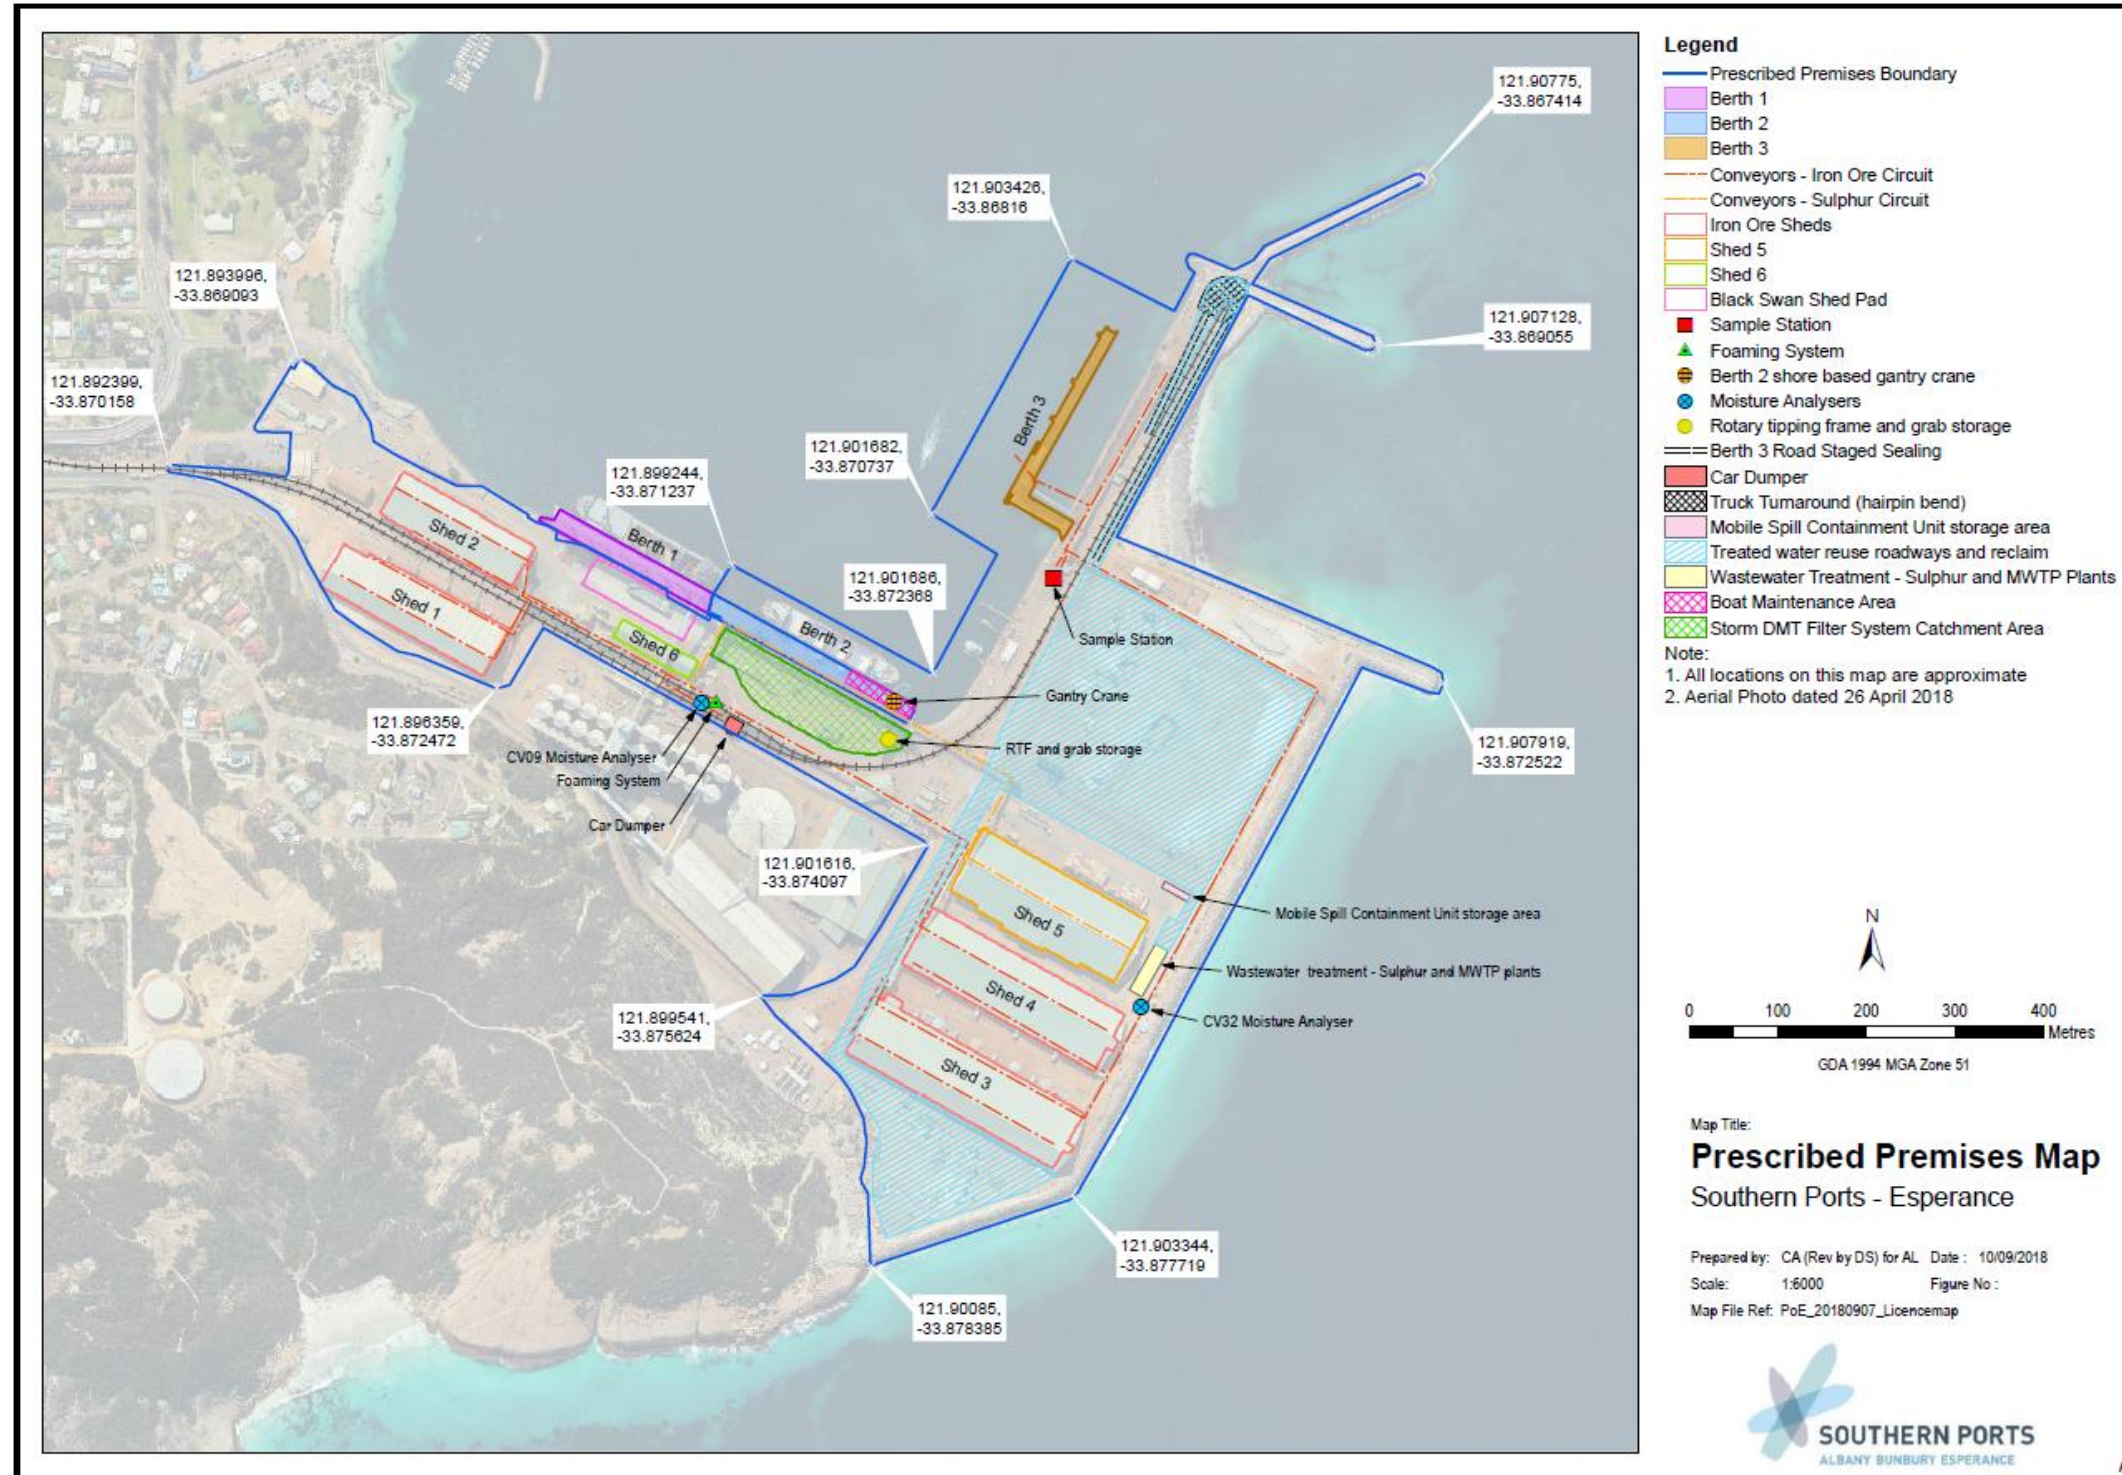 121.90775,
-33.867414
121.903426,
-33.86816
121.893996,
-33.869093
121.907128,
-33.869055
121.892399,
-33.870158
121.901682,
-33.870737
121.899244,
-33.871237
121.901686,
-33.872368
121.896359,
-33.872472
121.907919,
-33.872522
121.901616,
-33.874097
121.899541,
-33.875624
121.903344,
-33.877719
121.90085,
-33.878385
Berth 3
Shed 2
Berth 1
Shed 1
Berth 2
Shed 6
Sample Station
Gantry Crane
RTF and grab storage
CV09 Moisture Analyser
Foaming System
Car Dumper
Shed 5
Mobile Spill Containment Unit storage area
Wastewater treatment - Sulphur and MWTP plants
Shed 4
CV32 Moisture Analyser
Shed 3
Legend
Prescribed Premises Boundary
Berth 1
Berth 2
Berth 3
Conveyors - Iron Ore Circuit
Conveyors - Sulphur Circuit
Iron Ore Sheds
Shed 5
Shed 6
Black Swan Shed Pad
Sample Station
Foaming System
Berth 2 shore based gantry crane
Moisture Analysers
Rotary tipping frame and grab storage
Berth 3 Road Staged Sealing
Car Dumper
Truck Turnaround (hairpin bend)
Mobile Spill Containment Unit storage area
Treated water reuse roadways and reclaim
Wastewater Treatment - Sulphur and MWTP Plants
Boat Maintenance Area
Storm DMT Filter System Catchment Area
Note:
1. All locations on this map are approximate
2. Aerial Photo dated 26 April 2018
N
0 100 200 300 400
Metres
GDA 1994 MGA Zone 51
Map Title:
Prescribed Premises Map
Southern Ports - Esperance
Prepared by: CA (Rev by DS) for AL Date : 10/09/2018
Scale: 1:6000 Figure No :
Map File Ref: PoE_20180907_Licencemap
SOUTHERN PORTS
ALBANY BUNBURY ESPERANCE